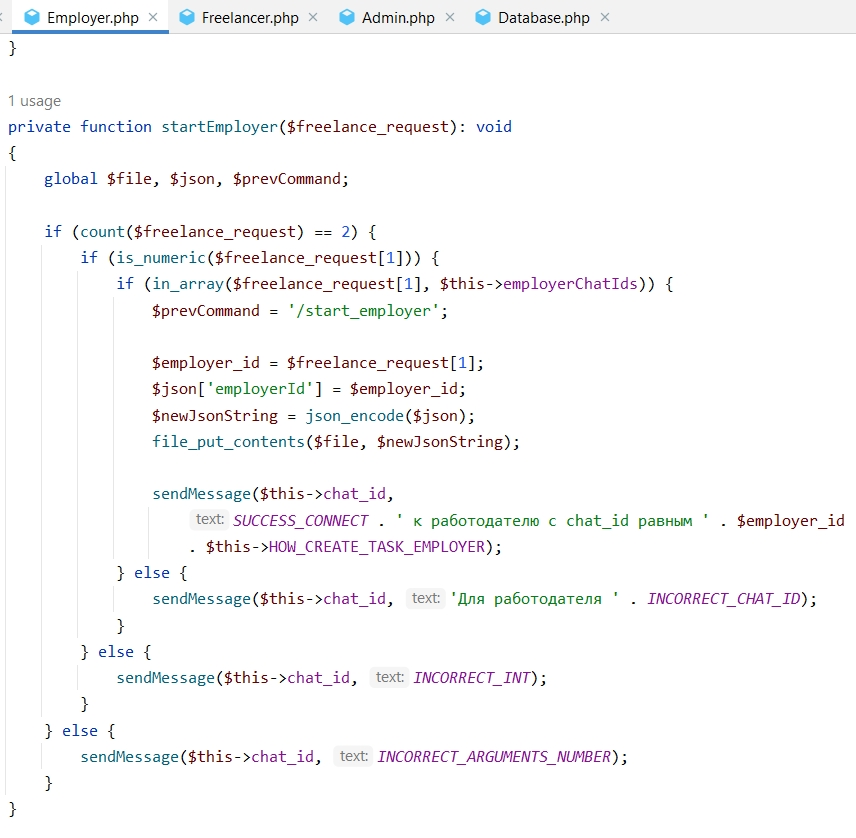 Employer.php × Freelancer.php × Admin.php × Database.php ×
}
1 usage
private function startEmployer($freelance_request): void
{
global $file, $json, $prevCommand;
if (count($freelance_request) == 2) {
if (is_numeric($freelance_request[1])) {
if (in_array($freelance_request[1], $this->employerChatIds)) {
$prevCommand = '/start_employer';
$employer_id = $freelance_request[1];
$json['employerId'] = $employer_id;
$newJsonString = json_encode($json);
file_put_contents($file, $newJsonString);
sendMessage($this->chat_id,
text: SUCCESS_CONNECT . ' к работодателю с chat_id равным ' . $employer_id
. $this->HOW_CREATE_TASK_EMPLOYER);
} else {
sendMessage($this->chat_id, text: 'Для работодателя ' . INCORRECT_CHAT_ID);
}
} else {
sendMessage($this->chat_id, text: INCORRECT_INT);
}
} else {
sendMessage($this->chat_id, text: INCORRECT_ARGUMENTS_NUMBER);
}
}